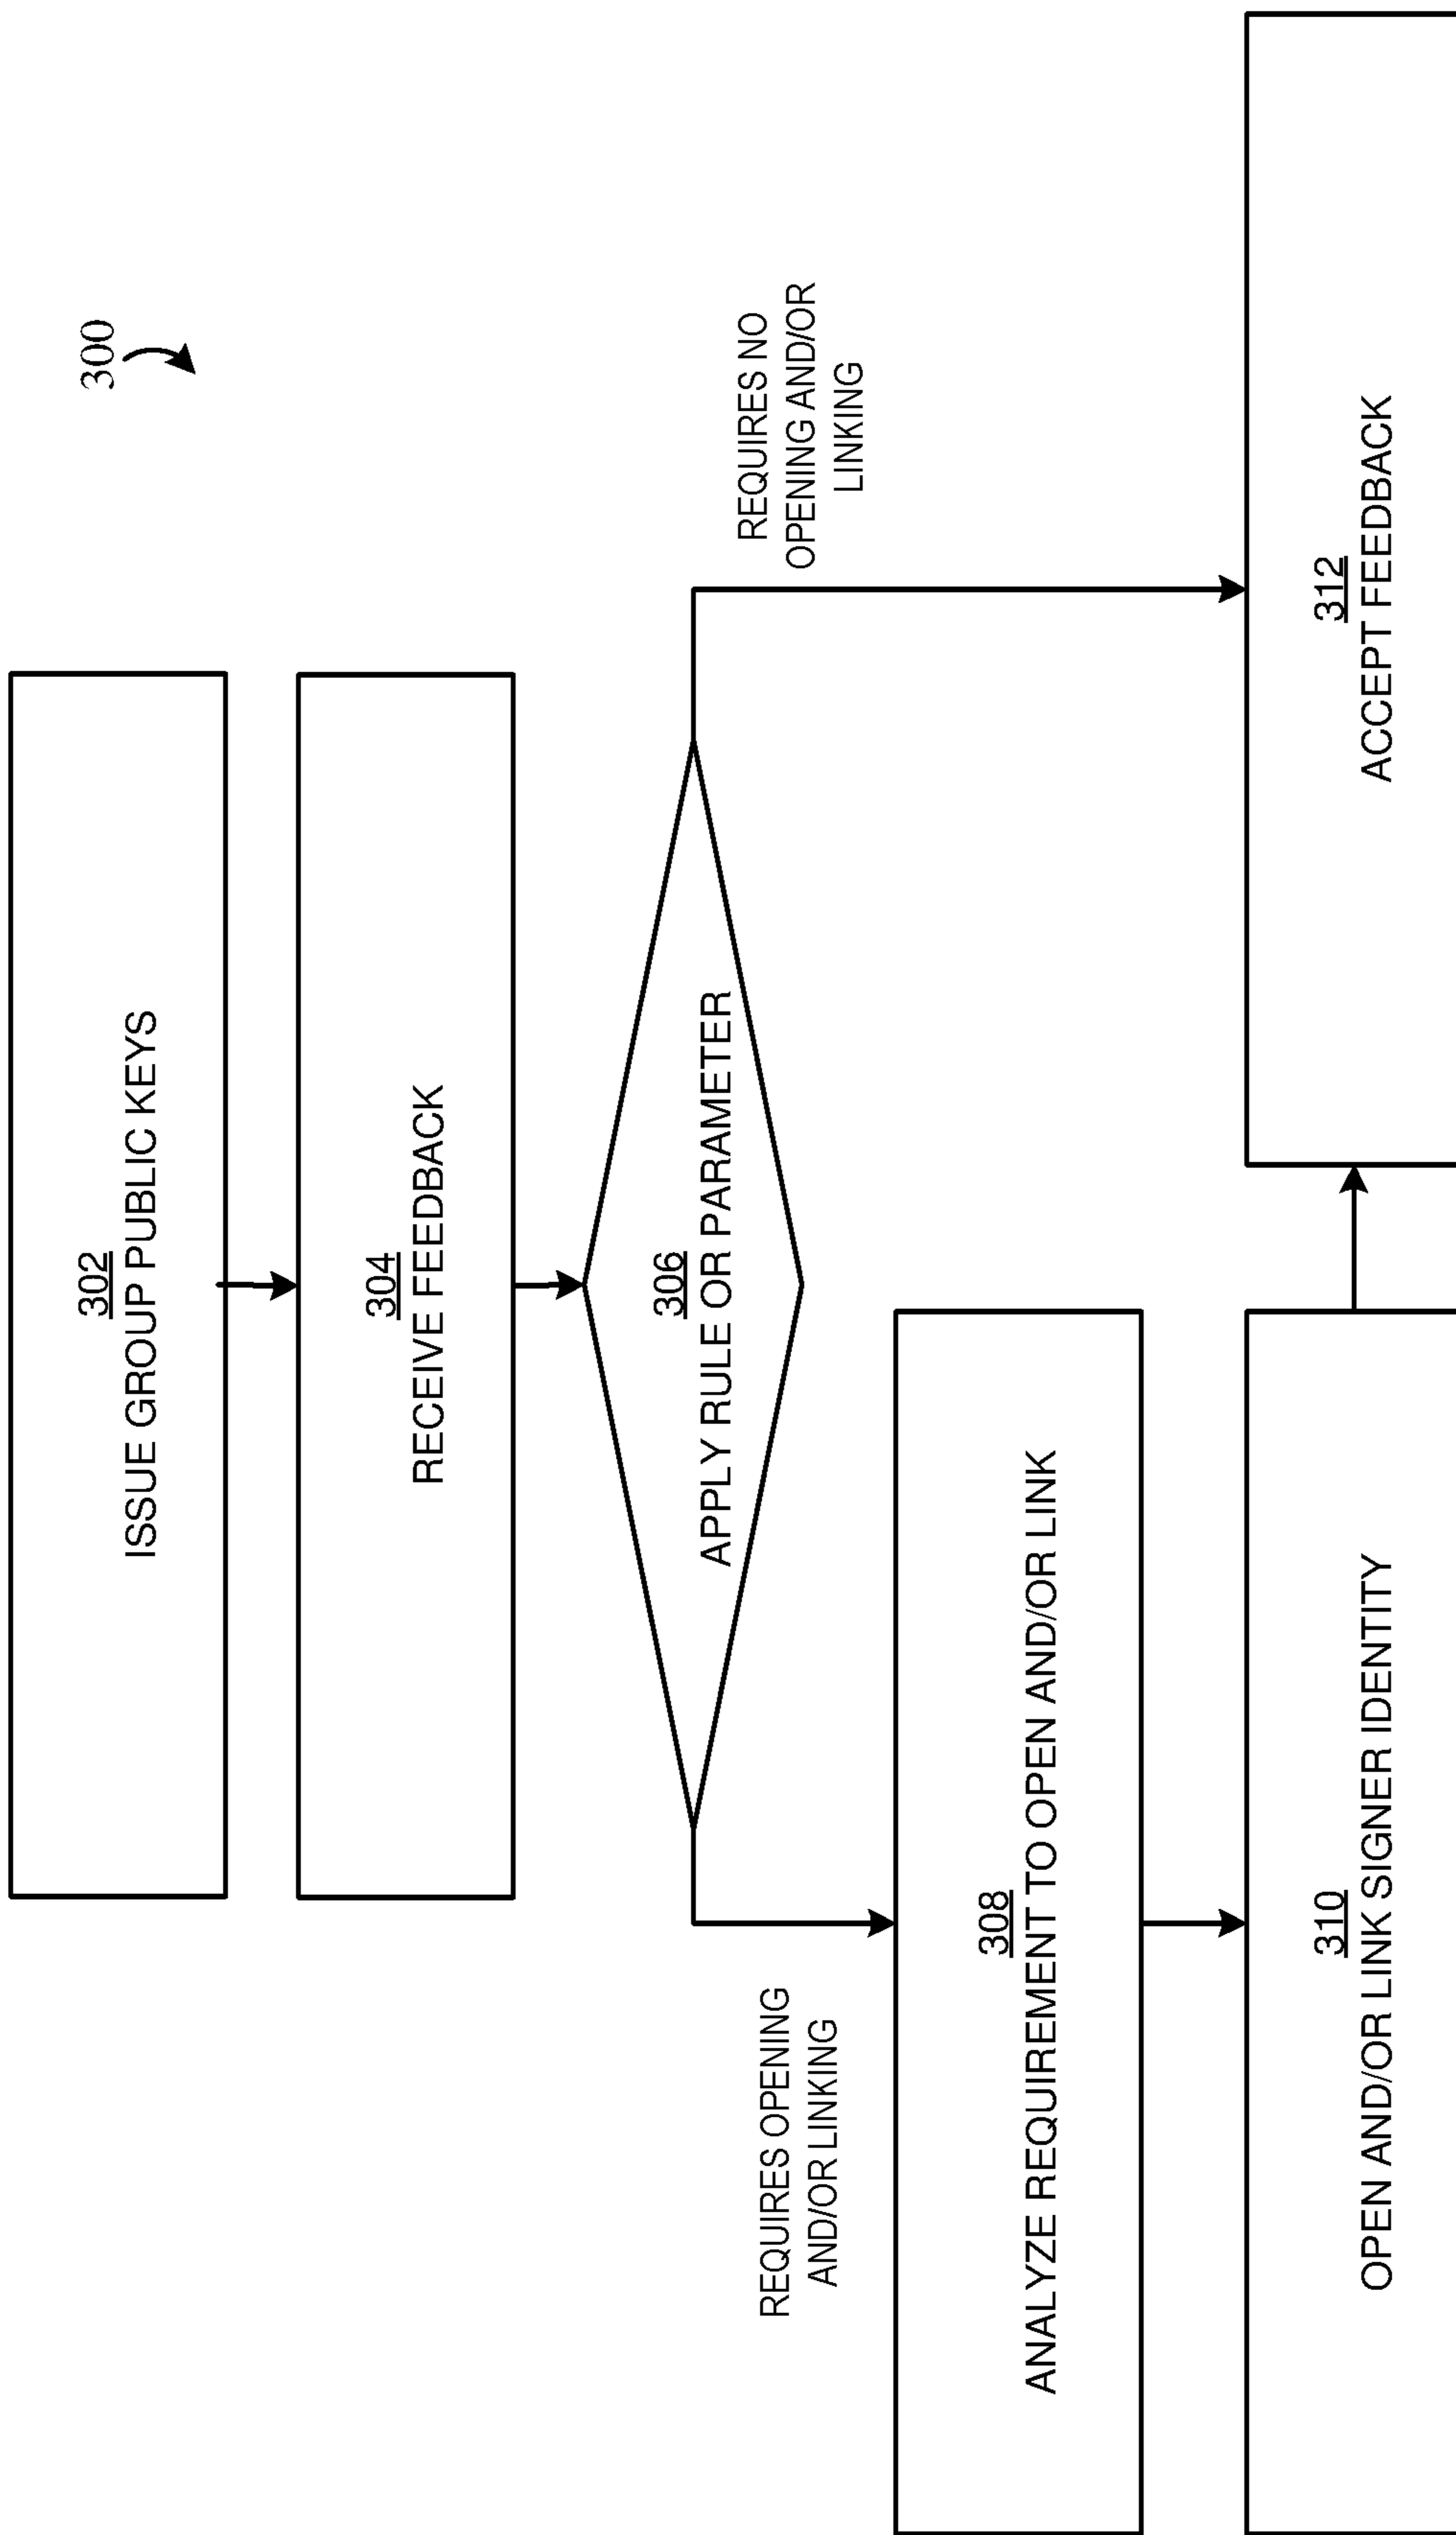 300
302
ISSUE GROUP PUBLIC KEYS
304
RECEIVE FEEDBACK
306
APPLY RULE OR PARAMETER
REQUIRES OPENING
AND/OR LINKING
REQUIRES NO
OPENING AND/OR
LINKING
308
ANALYZE REQUIREMENT TO OPEN AND/OR LINK
310
OPEN AND/OR LINK SIGNER IDENTITY
312
ACCEPT FEEDBACK